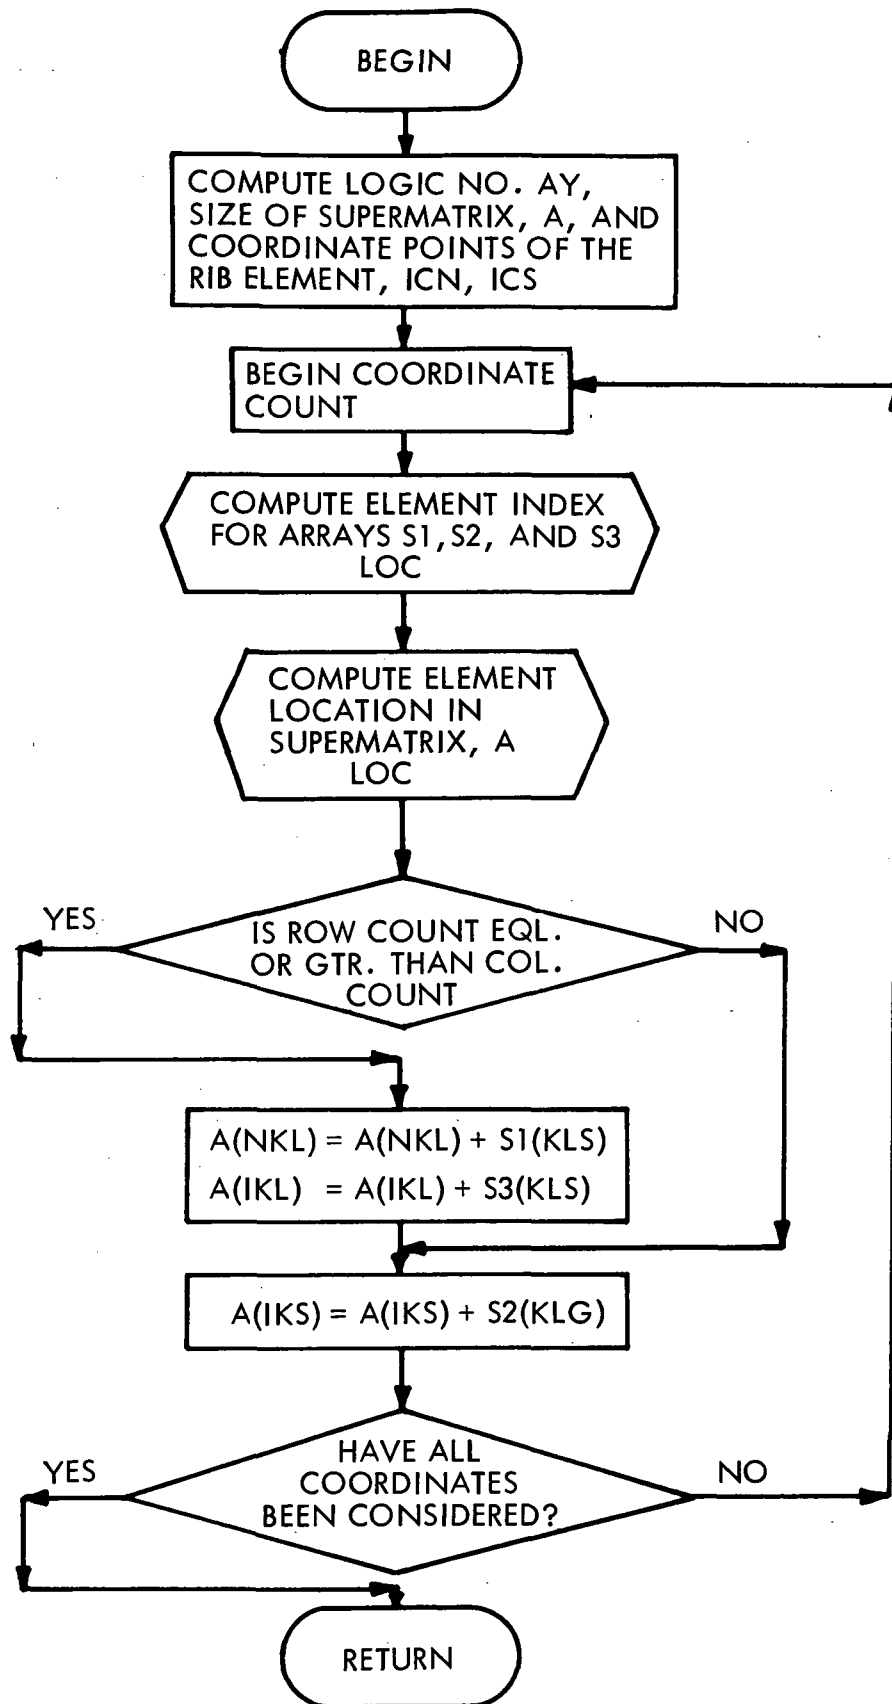 BEGIN
COMPUTE LOGIC NO. AY,
SIZE OF SUPERMATRIX, A, AND
COORDINATE POINTS OF THE
RIB ELEMENT, ICN, ICS
BEGIN COORDINATE
COUNT
COMPUTE ELEMENT INDEX
FOR ARRAYS S1, S2, AND S3
LOC
COMPUTE ELEMENT
LOCATION IN
SUPERMATRIX, A
LOC
YES
NO
IS ROW COUNT EQL.
OR GTR. THAN COL.
COUNT
A(NKL) = A(NKL) + S1(KLS)
A(IKL) = A(IKL) + S3(KLS)
A(IKS) = A(IKS) + S2(KLG)
YES
NO
HAVE ALL
COORDINATES
BEEN CONSIDERED?
RETURN